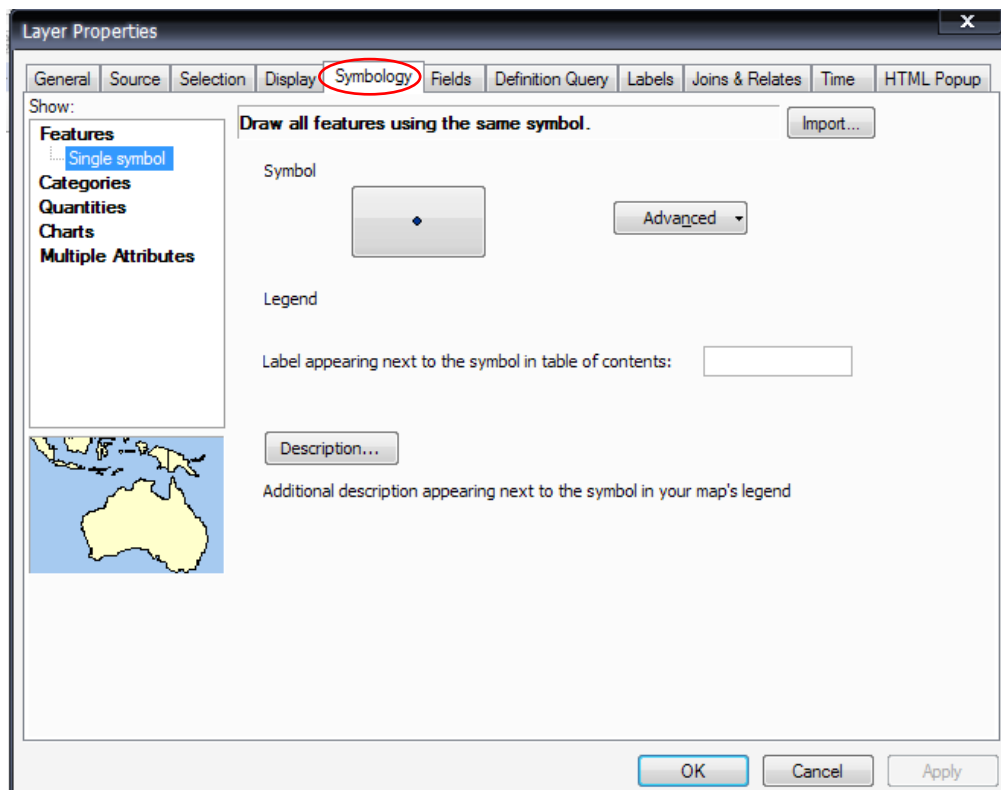 Layer Properties
x
General Source Selection Display Symbology Fields Definition Query Labels Joins & Relates Time HTML Popup
Show:
Features
Single symbol
Categories
Quantities
Charts
Multiple Attributes
Draw all features using the same symbol.
Import...
Symbol
Advanced
Legend
Label appearing next to the symbol in table of contents:
Description...
Additional description appearing next to the symbol in your map's legend
OK Cancel Apply